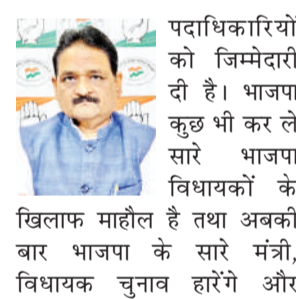 पदाधिकारियों
को जिम्मेदारी
दी है। भाजपा
कुछ भी कर ले
सारे भाजपा
विधायकों के
खिलाफ माहौल है तथा अबकी
बार भाजपा के सारे मंत्री,
विधायक चुनाव हारेंगे और